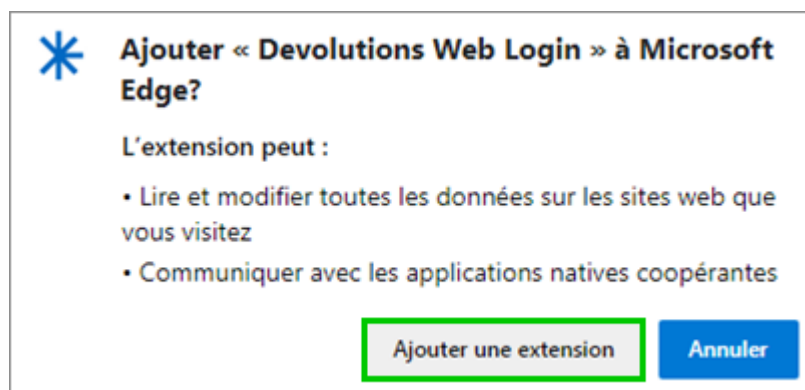 Ajouter « Devolutions Web Login » à Microsoft
Edge?
L’extension peut :
• Lire et modifier toutes les données sur les sites web que
vous visitez
• Communiquer avec les applications natives coopérantes
Ajouter une extension
Annuler